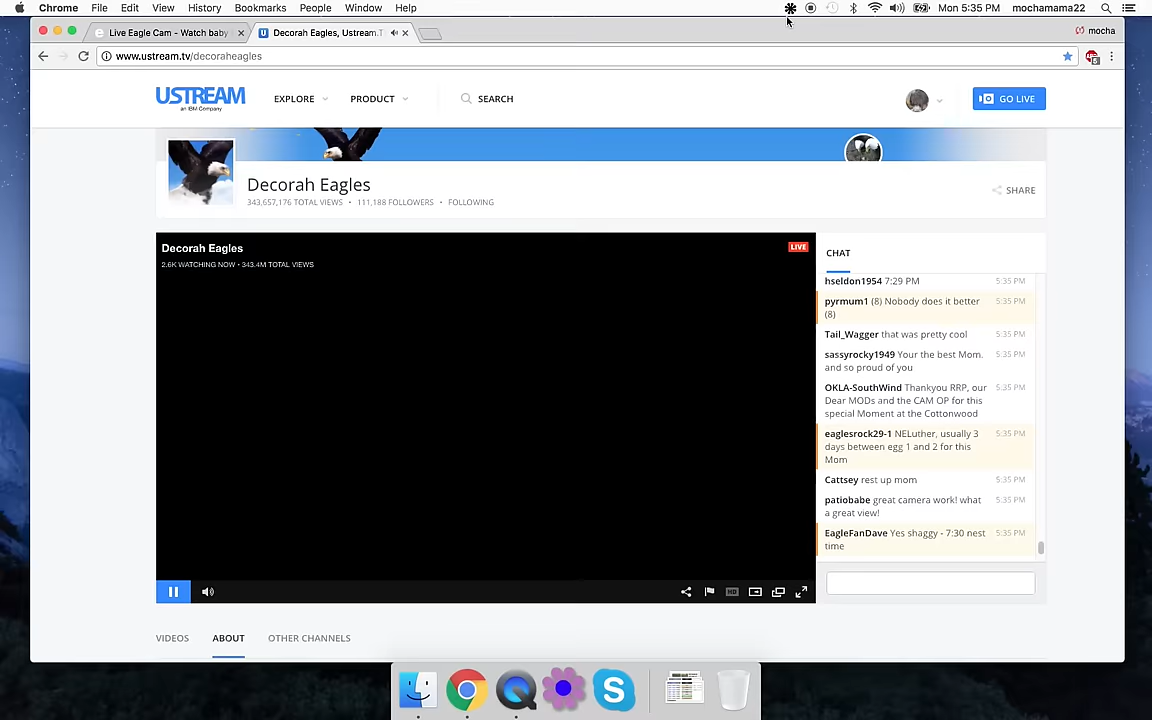 Chrome File Edit View History Bookmarks People Window Help Mon 5:35 PM mochamama22
Live Eagle Cam - Watch baby Decorah Eagles, Ustream.T mocha
www.ustream.tv/decoraheagles
USTREAM
an IBM Company
EXPLORE PRODUCT SEARCH GO LIVE
Decorah Eagles
343,657,176 TOTAL VIEWS • 111,188 FOLLOWERS • FOLLOWING
SHARE
Decorah Eagles
2.6K WATCHING NOW • 343.4M TOTAL VIEWS
LIVE
CHAT
hseldon1954 7:29 PM 5:35 PM
pyrmum1 (8) Nobody does it better 5:35 PM
(8)
Tail_Wagger that was pretty cool 5:35 PM
sassyrocky1949 Your the best Mom. 5:35 PM
and so proud of you
OKLA-SouthWind Thankyou RRP, our 5:35 PM
Dear MODs and the CAM OP for this
special Moment at the Cottonwood
eaglesrock29-1 NELuther, usually 3 5:35 PM
days between egg 1 and 2 for this
Mom
Cattsey rest up mom 5:35 PM
patiobabe great camera work! what 5:35 PM
a great view!
EagleFanDave Yes shaggy - 7:30 nest 5:35 PM
time
HD
VIDEOS ABOUT OTHER CHANNELS